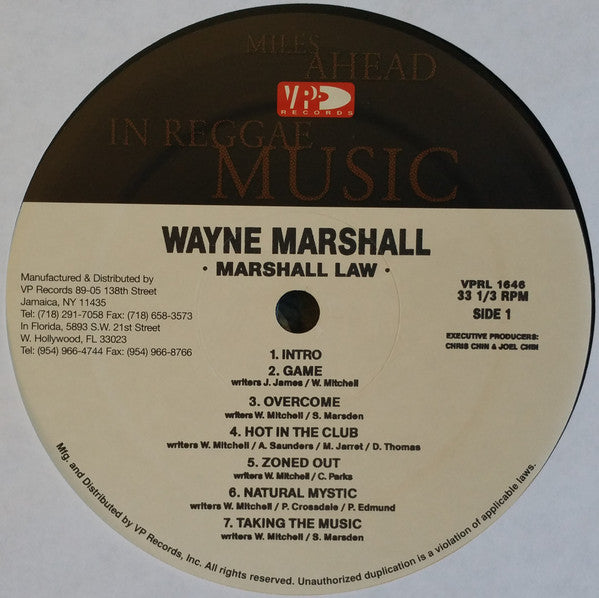 MILES
AHEAD
VP
RECORDS
IN REGGAE
MUSIC
WAYNE MARSHALL
· MARSHALL LAW ·
Manufactured & Distributed by
VP Records 89-05 138th Street
Jamaica, NY 11435
Tel: (718) 291-7058 Fax: (718) 658-3573
In Florida, 5893 S.W. 21st Street
W. Hollywood, FL 33023
Tel: (954) 966-4744 Fax: (954) 966-8766
VPRL 1646
33 1/3 RPM
SIDE 1
EXECUTIVE PRODUCERS:
CHRIS CHIN & JOEL CHIN
1. INTRO
2. GAME
writers J. James / W. Mitchell
3. OVERCOME
writers W. Mitchell / S. Marsden
4. HOT IN THE CLUB
writers W. Mitchell / A. Saunders / M. Jarret / D. Thomas
5. ZONED OUT
writers W. Mitchell / C. Parks
6. NATURAL MYSTIC
writers W. Mitchell / P. Crossdale / P. Edmund
7. TAKING THE MUSIC
writers W. Mitchell / S. Marsden
Mfg. and Distributed by VP Records, Inc. All rights reserved. Unauthorized duplication is a violation of applicable laws.